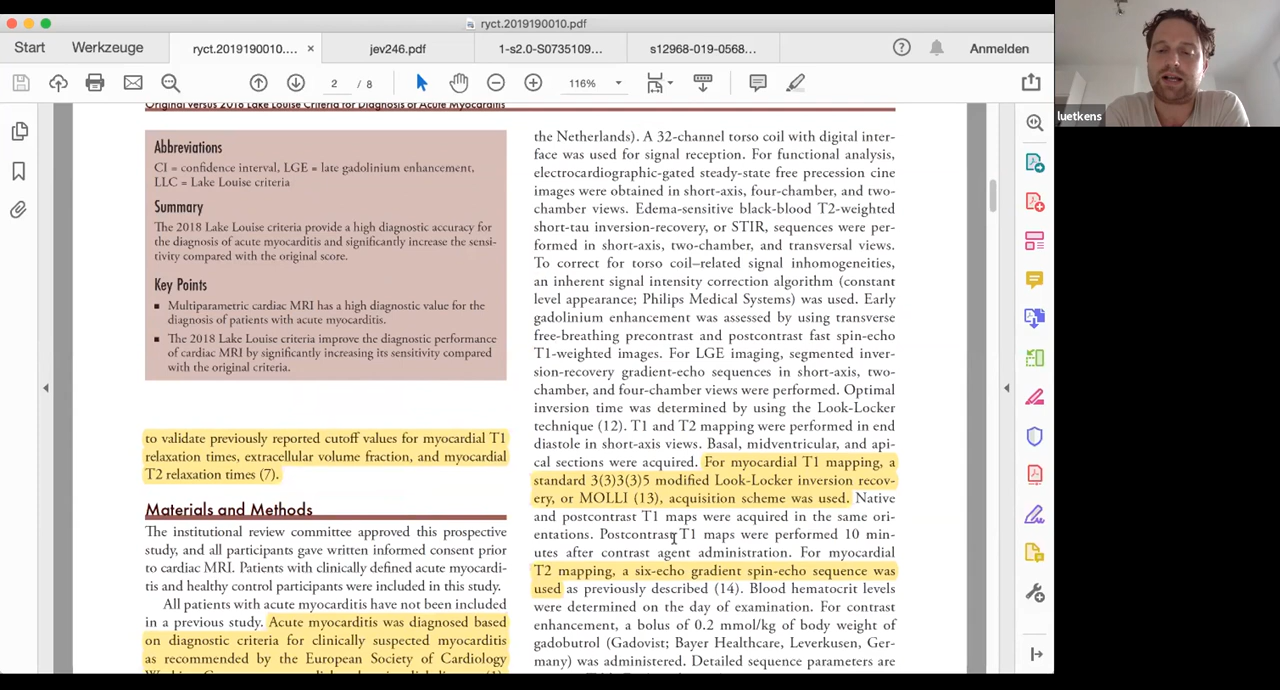 ryct.2019190010.pdf
Start
Werkzeuge
ryct.2019190010....
×
jev246.pdf
1-s2.0-S0735109...
s12968-019-0568...
Anmelden
2 / 8
116%
luetkens
Original Versus 2018 Lake Louise Criteria for Diagnosis of Acute Myocarditis
Abbreviations
CI = confidence interval, LGE = late gadolinium enhancement,
LLC = Lake Louise criteria
Summary
The 2018 Lake Louise criteria provide a high diagnostic accuracy for
the diagnosis of acute myocarditis and significantly increase the sensi-
tivity compared with the original score.
Key Points
■ Multiparametric cardiac MRI has a high diagnostic value for the
diagnosis of patients with acute myocarditis.
■ The 2018 Lake Louise criteria improve the diagnostic performance
of cardiac MRI by significantly increasing its sensitivity compared
with the original criteria.
to validate previously reported cutoff values for myocardial T1
relaxation times, extracellular volume fraction, and myocardial
T2 relaxation times (7).
Materials and Methods
The institutional review committee approved this prospective
study, and all participants gave written informed consent prior
to cardiac MRI. Patients with clinically defined acute myocardi-
tis and healthy control participants were included in this study.
All patients with acute myocarditis have not been included
in a previous study. Acute myocarditis was diagnosed based
on diagnostic criteria for clinically suspected myocarditis
as recommended by the European Society of Cardiology
the Netherlands). A 32-channel torso coil with digital inter-
face was used for signal reception. For functional analysis,
electrocardiographic-gated steady-state free precession cine
images were obtained in short-axis, four-chamber, and two-
chamber views. Edema-sensitive black-blood T2-weighted
short-tau inversion-recovery, or STIR, sequences were per-
formed in short-axis, two-chamber, and transversal views.
To correct for torso coil–related signal inhomogeneities,
an inherent signal intensity correction algorithm (constant
level appearance; Philips Medical Systems) was used. Early
gadolinium enhancement was assessed by using transverse
free-breathing precontrast and postcontrast fast spin-echo
T1-weighted images. For LGE imaging, segmented inver-
sion-recovery gradient-echo sequences in short-axis, two-
chamber, and four-chamber views were performed. Optimal
inversion time was determined by using the Look-Locker
technique (12). T1 and T2 mapping were performed in end
diastole in short-axis views. Basal, midventricular, and api-
cal sections were acquired. For myocardial T1 mapping, a
standard 3(3)3(3)5 modified Look-Locker inversion recov-
ery, or MOLLI (13), acquisition scheme was used. Native
and postcontrast T1 maps were acquired in the same ori-
entations. Postcontrast T1 maps were performed 10 min-
utes after contrast agent administration. For myocardial
T2 mapping, a six-echo gradient spin-echo sequence was
used as previously described (14). Blood hematocrit levels
were determined on the day of examination. For contrast
enhancement, a bolus of 0.2 mmol/kg of body weight of
gadobutrol (Gadovist; Bayer Healthcare, Leverkusen, Ger-
many) was administered. Detailed sequence parameters are